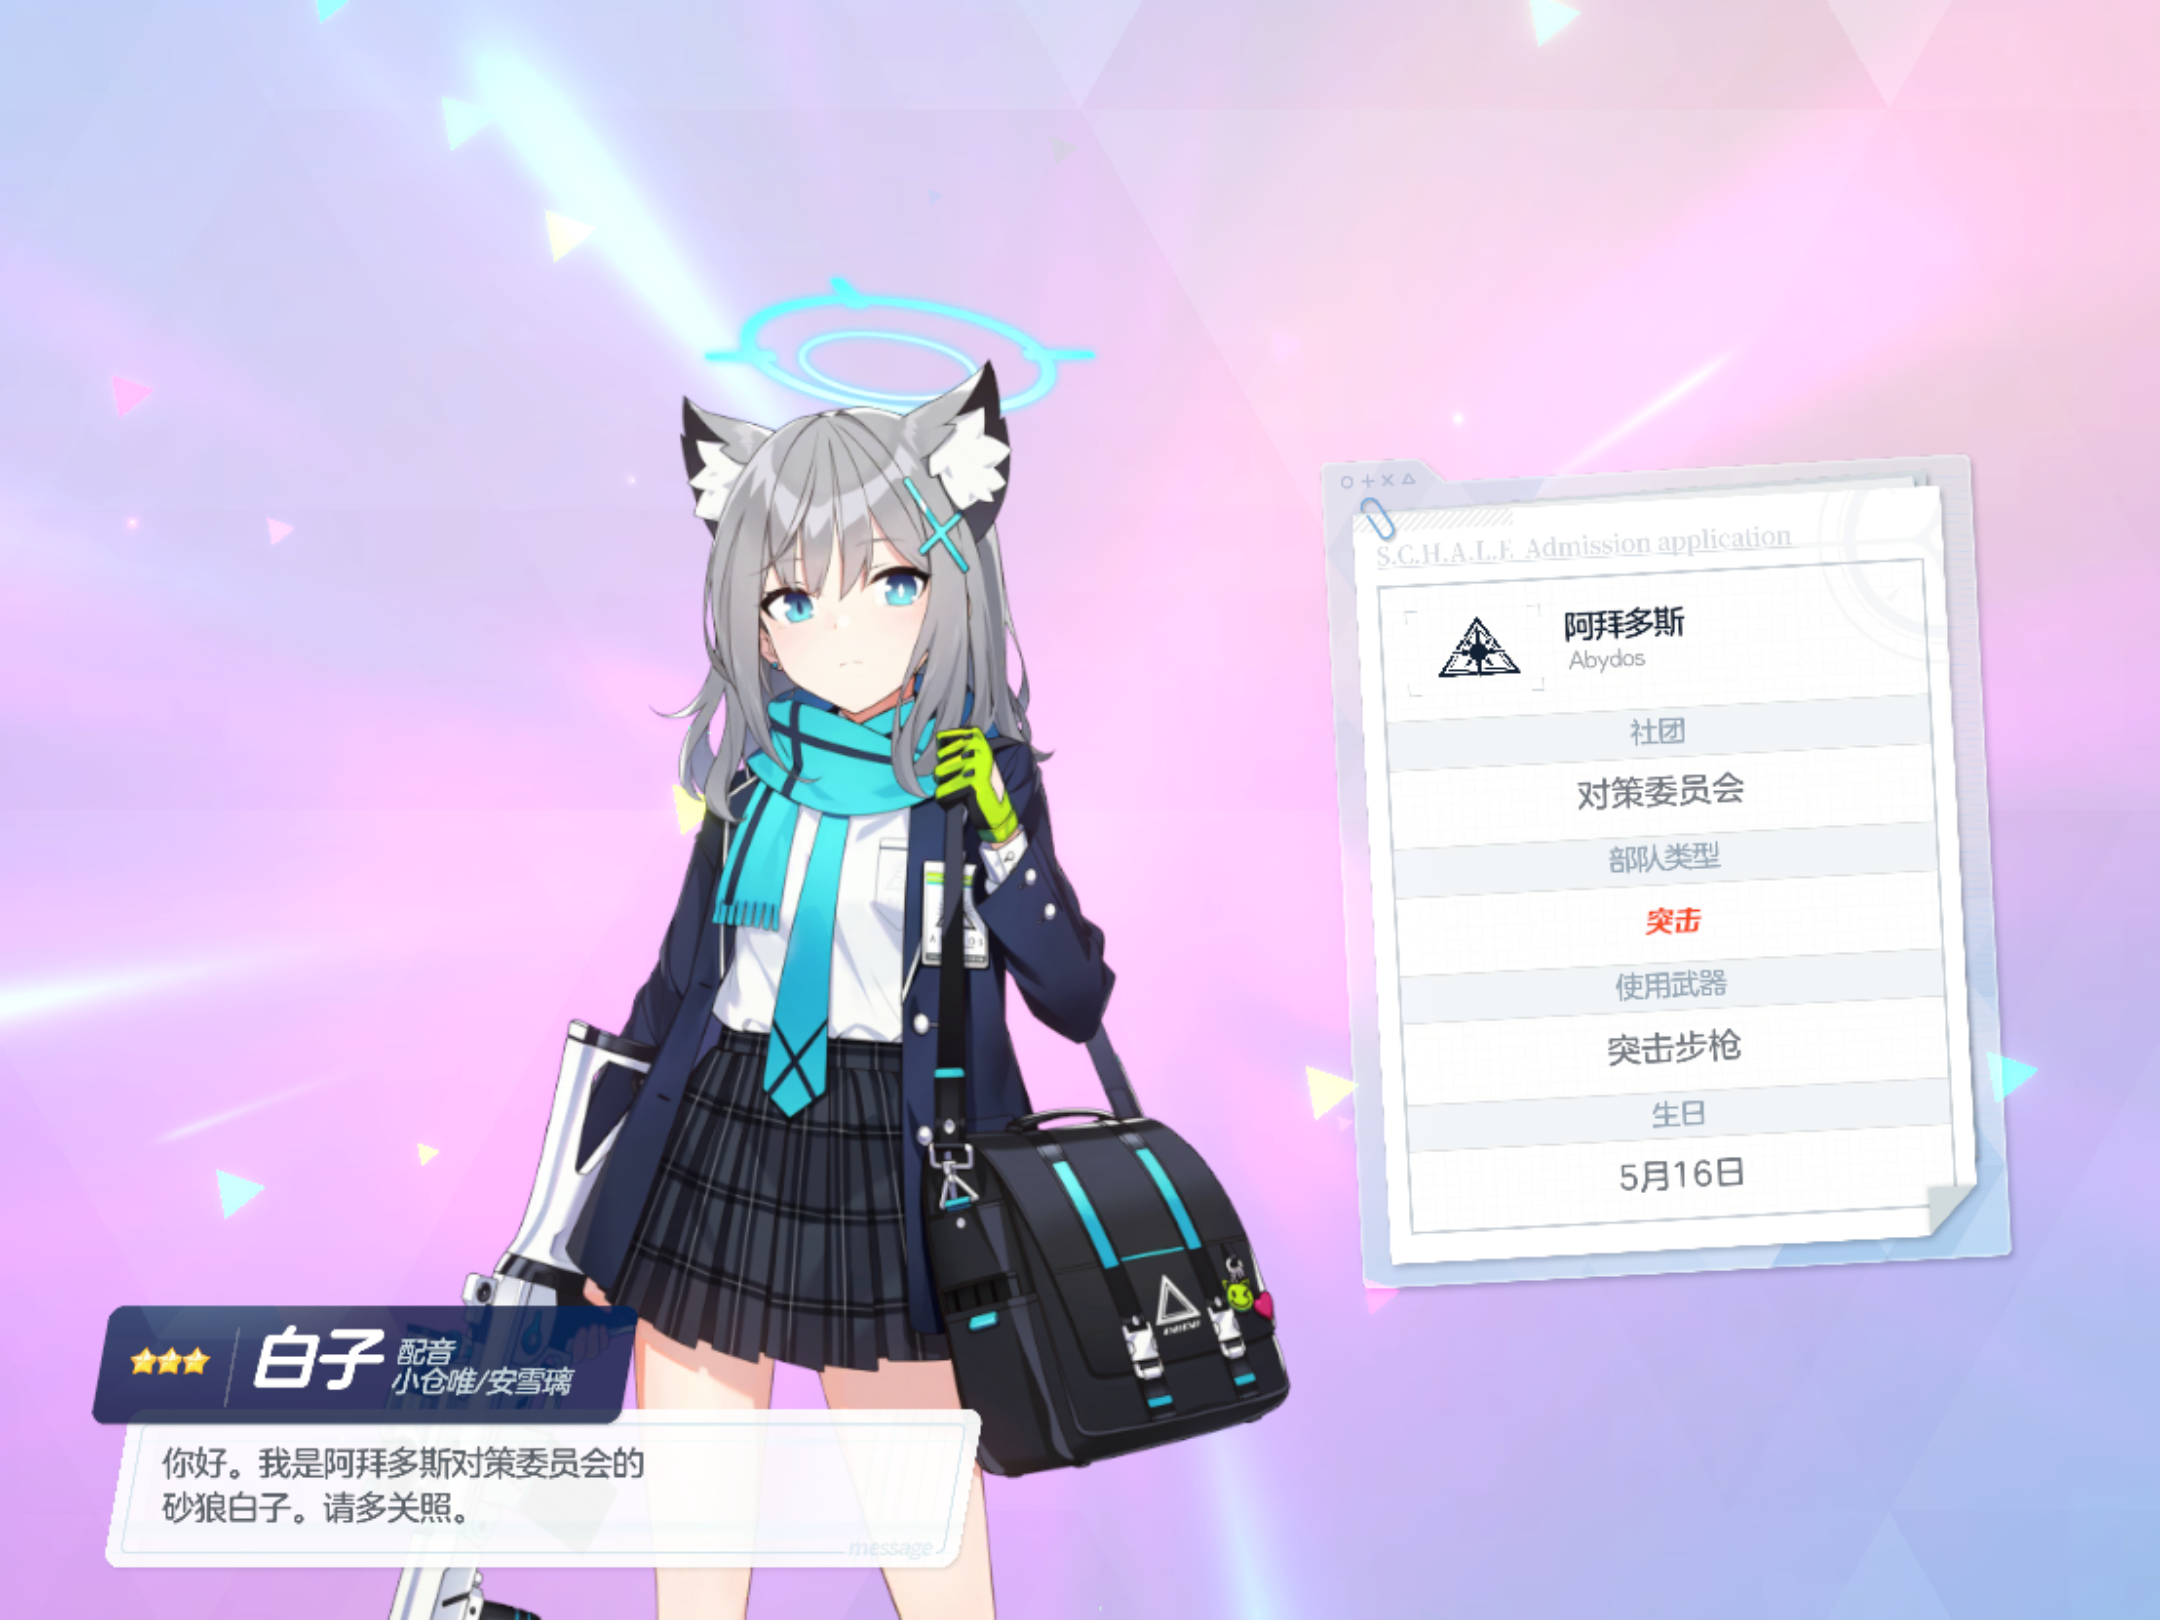 S.C.H.A.L.E Admission application
阿拜多斯
Abydos
社团
对策委员会
部队类型
突击
使用武器
突击步枪
生日
5月16日
白子
配音
小仓唯/安雪璃
你好。我是阿拜多斯对策委员会的
砂狼白子。请多关照。
message